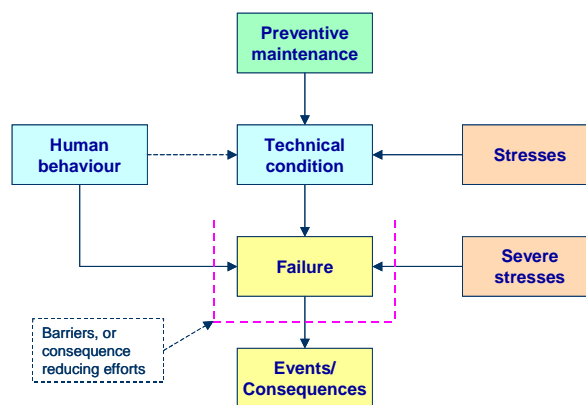 Preventive
maintenance
Human
behaviour
Technical
condition
Stresses
Failure
Severe
stresses
Barriers, or
consequence
reducing efforts
Events/
Consequences